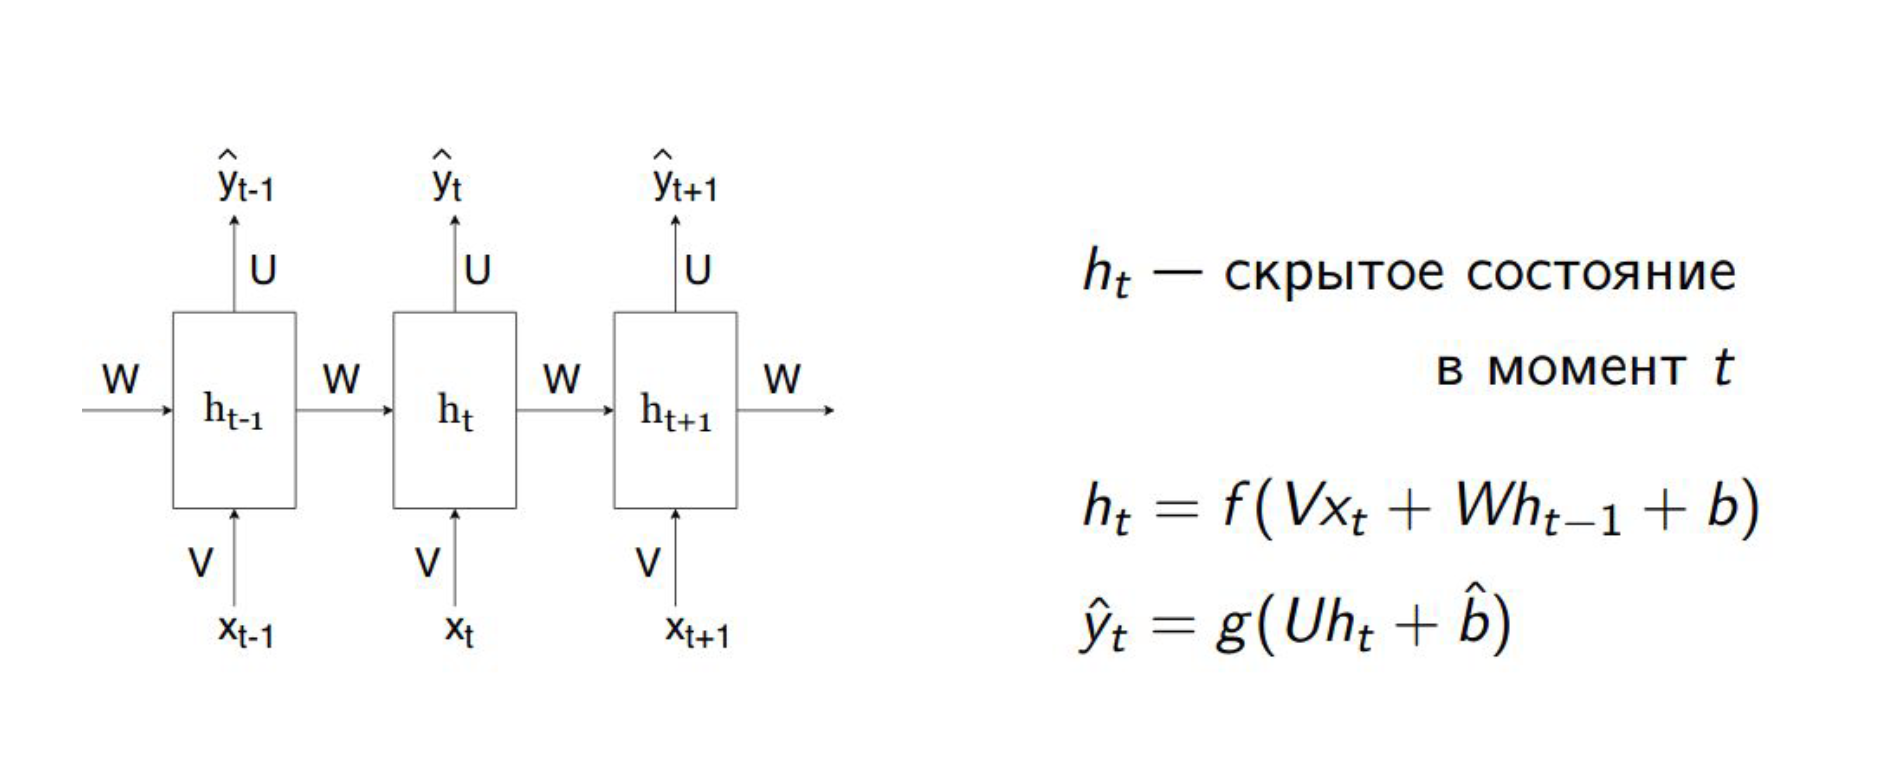 ŷt-1 ŷt ŷt+1
U U U
W W W W
ht-1 ht ht+1
V V V
xt-1 xt xt+1
hₜ — скрытое состояние
в момент t
hₜ = f(Vxₜ + Whₜ₋₁ + b)
ŷₜ = g(Uhₜ + b̂)